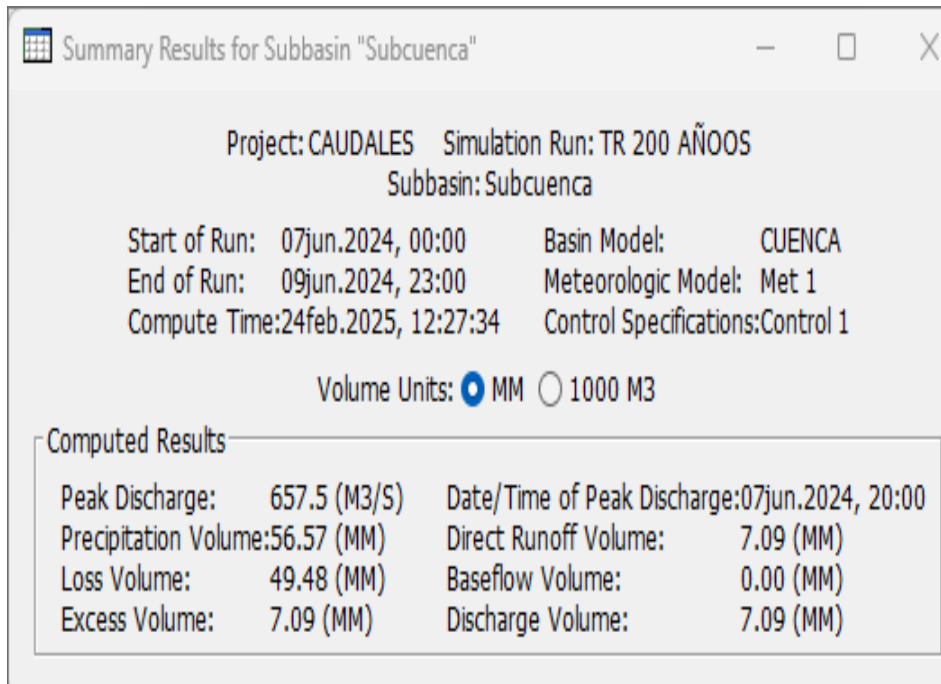 Summary Results for Subbasin "Subcuenca"
Project: CAUDALES Simulation Run: TR 200 AÑOOS
Subbasin: Subcuenca
Start of Run: 07jun.2024, 00:00 Basin Model: CUENCA
End of Run: 09jun.2024, 23:00 Meteorologic Model: Met 1
Compute Time:24feb.2025, 12:27:34 Control Specifications:Control 1
Volume Units: MM 1000 M3
Computed Results
Peak Discharge: 657.5 (M3/S) Date/Time of Peak Discharge:07jun.2024, 20:00
Precipitation Volume:56.57 (MM) Direct Runoff Volume: 7.09 (MM)
Loss Volume: 49.48 (MM) Baseflow Volume: 0.00 (MM)
Excess Volume: 7.09 (MM) Discharge Volume: 7.09 (MM)